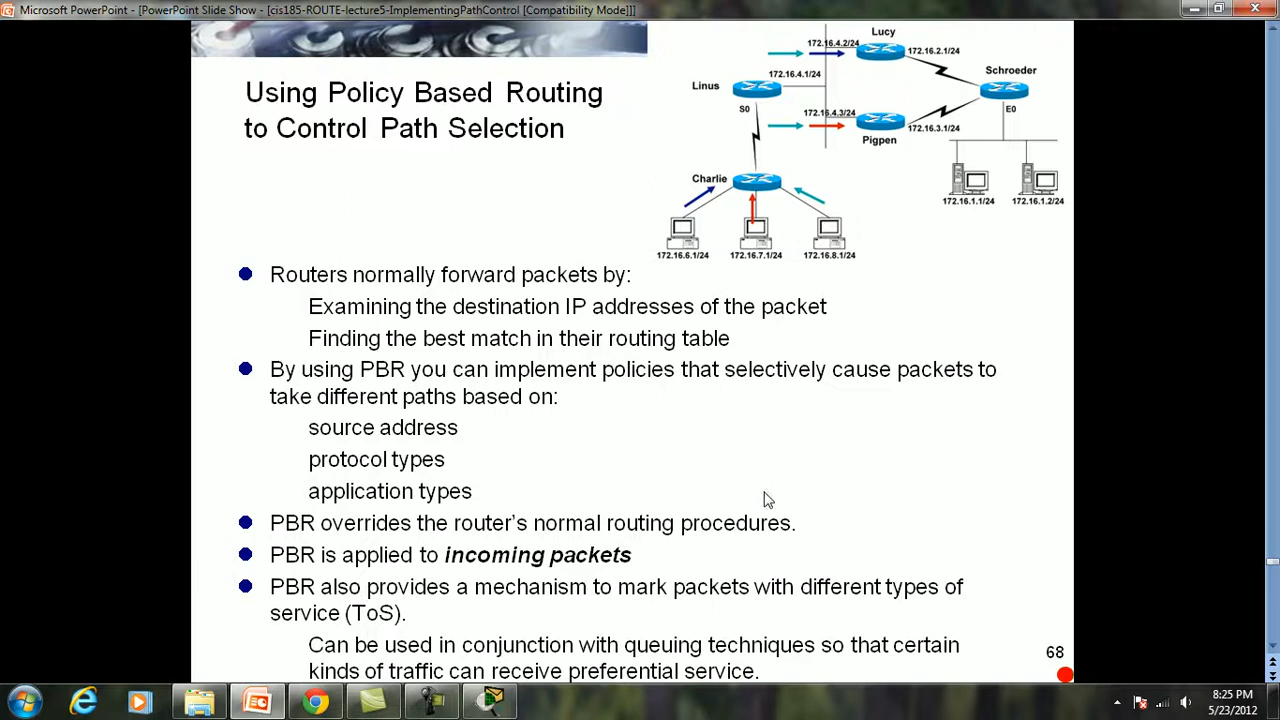 Microsoft PowerPoint - [PowerPoint Slide Show - [cis185-ROUTE-lecture5-ImplementingPathControl [Compatibility Mode]]]
Using Policy Based Routing
to Control Path Selection
Lucy
172.16.4.2/24
172.16.2.1/24
172.16.4.1/24
Schroeder
Linus
S0
172.16.4.3/24
E0
172.16.3.1/24
Pigpen
Charlie
172.16.1.1/24
172.16.1.2/24
172.16.6.1/24
172.16.7.1/24
172.16.8.1/24
Routers normally forward packets by:
Examining the destination IP addresses of the packet
Finding the best match in their routing table
By using PBR you can implement policies that selectively cause packets to
take different paths based on:
source address
protocol types
application types
PBR overrides the router's normal routing procedures.
PBR is applied to incoming packets
PBR also provides a mechanism to mark packets with different types of
service (ToS).
Can be used in conjunction with queuing techniques so that certain
kinds of traffic can receive preferential service.
68
8:25 PM
5/23/2012